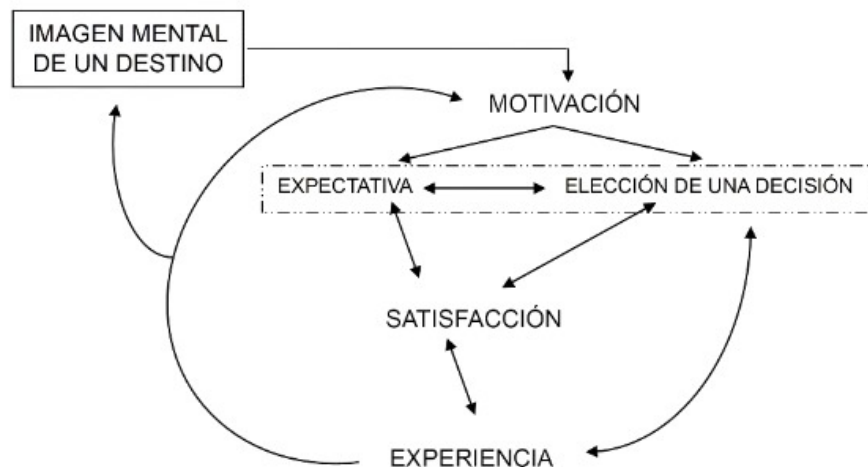 IMAGEN MENTAL
DE UN DESTINO
MOTIVACIÓN
EXPECTATIVA
ELECCIÓN DE UNA DECISIÓN
SATISFACCIÓN
EXPERIENCIA